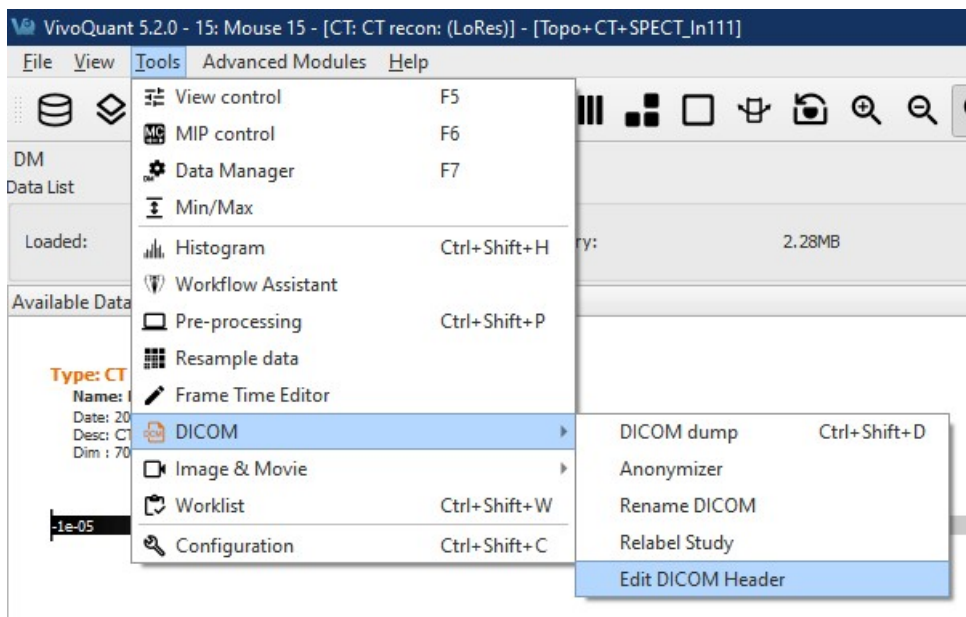 VivoQuant 5.2.0 - 15: Mouse 15 - [CT: CT recon: (LoRes)] - [Topo+CT+SPECT_In111]
File View Tools Advanced Modules Help
View control F5
MIP control F6
DM
Data Manager F7
Data List
Min/Max
Loaded: ry: 2.28MB
Histogram Ctrl+Shift+H
Workflow Assistant
Available Data
Pre-processing Ctrl+Shift+P
Resample data
Type: CT
Name:
Frame Time Editor
Date: 20
Desc: CT
DICOM
DICOM dump Ctrl+Shift+D
Dim : 70
Image & Movie
Anonymizer
Worklist Ctrl+Shift+W
Rename DICOM
-1e-05
Configuration Ctrl+Shift+C
Relabel Study
Edit DICOM Header